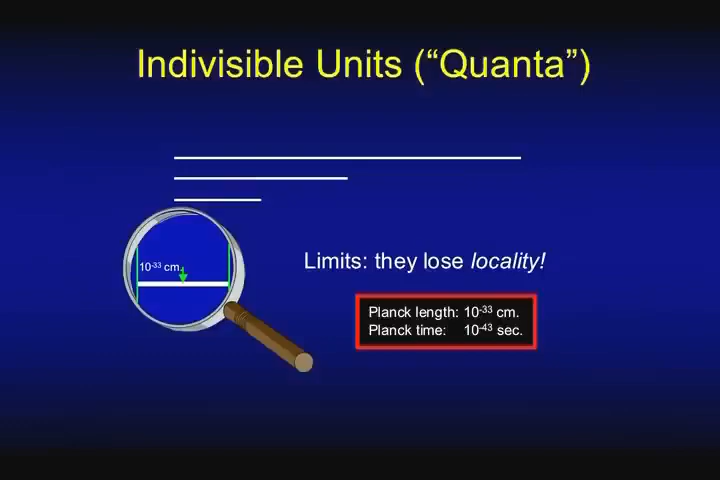 Indivisible Units (“Quanta”)
10⁻³³ cm.
Limits: they lose locality!
Planck length: 10⁻³³ cm.
Planck time: 10⁻⁴³ sec.